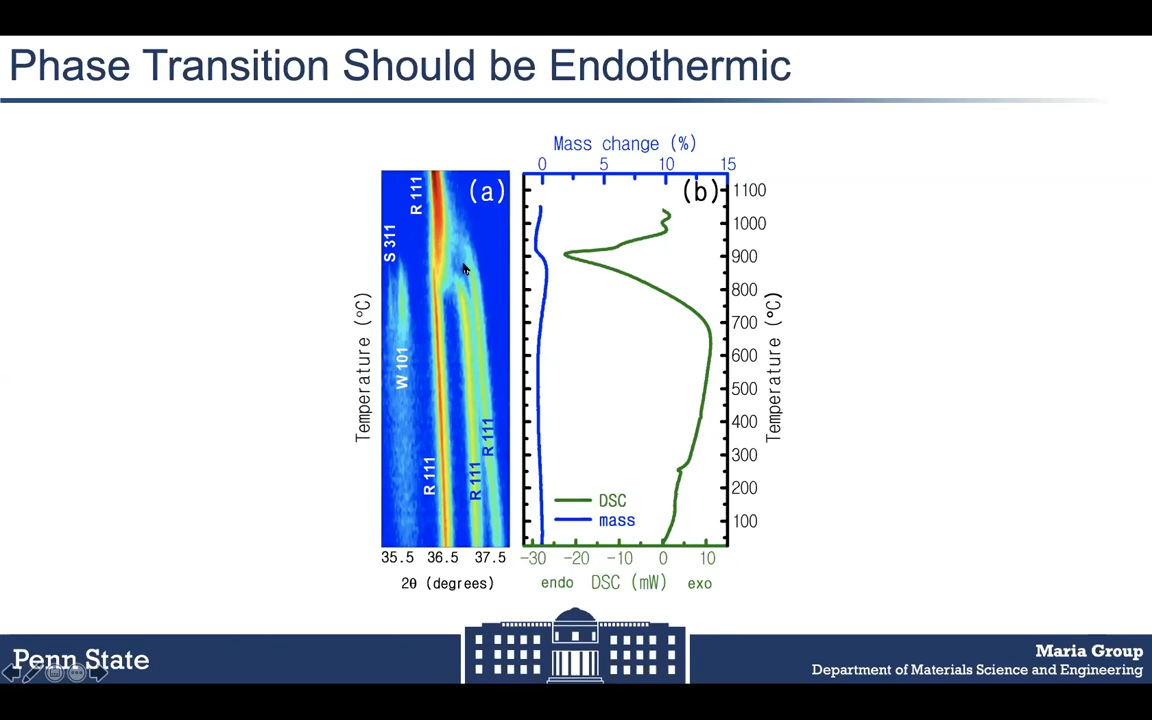 Phase Transition Should be Endothermic
Mass change (%)
0 5 10 15
R 111
(a)
(b)
S 311
W 101
R 111
R 111
R 111
Temperature (°C)
1100
1000
900
800
700
600
500
400
300
200
100
Temperature (°C)
DSC
mass
35.5 36.5 37.5
-30 -20 -10 0 10
2θ (degrees)
endo DSC (mW) exo
Penn State
Maria Group
Department of Materials Science and Engineering